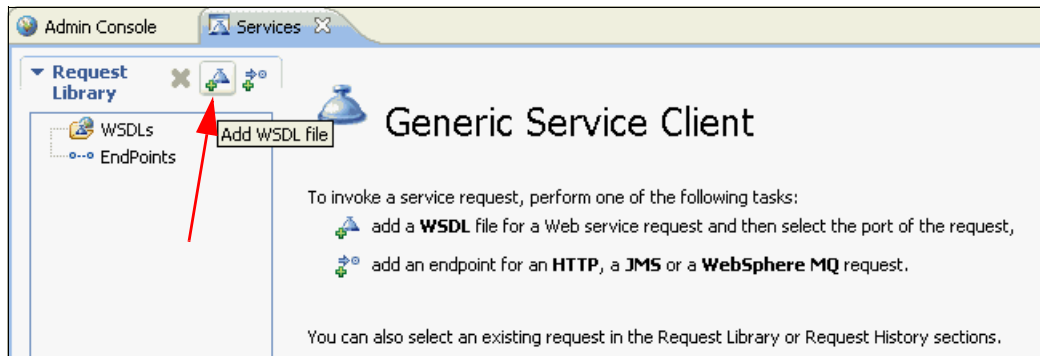 Admin Console
Services
Request
Library
Add WSDL file
WSDLs
EndPoints
Generic Service Client
To invoke a service request, perform one of the following tasks:
add a WSDL file for a Web service request and then select the port of the request,
add an endpoint for an HTTP, a JMS or a WebSphere MQ request.
You can also select an existing request in the Request Library or Request History sections.